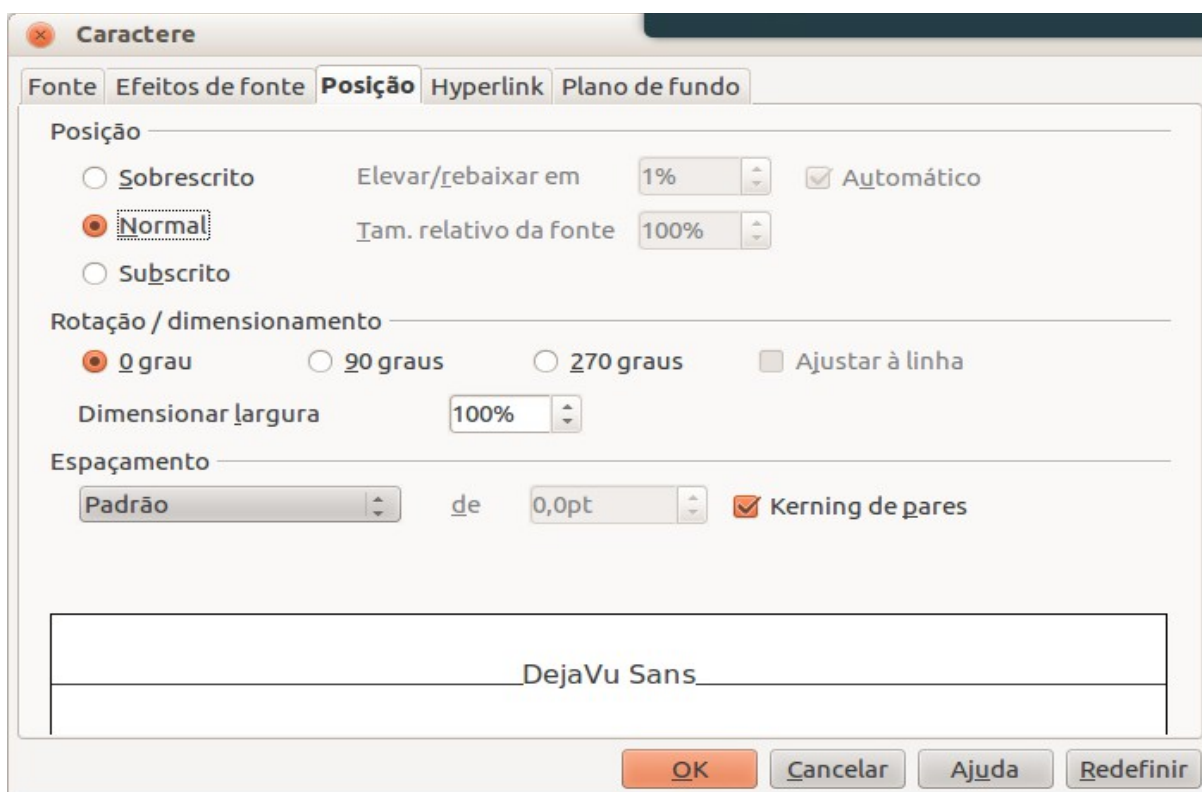 Caractere
Fonte Efeitos de fonte Posição Hyperlink Plano de fundo
Posição
Sobrescrito Elevar/rebaixar em 1% Automático
Normal Tam. relativo da fonte 100%
Subscrito
Rotação / dimensionamento
0 grau 90 graus 270 graus Ajustar à linha
Dimensionar largura 100%
Espaçamento
Padrão de 0,0pt Kerning de pares
DejaVu Sans
OK Cancelar Ajuda Redefinir